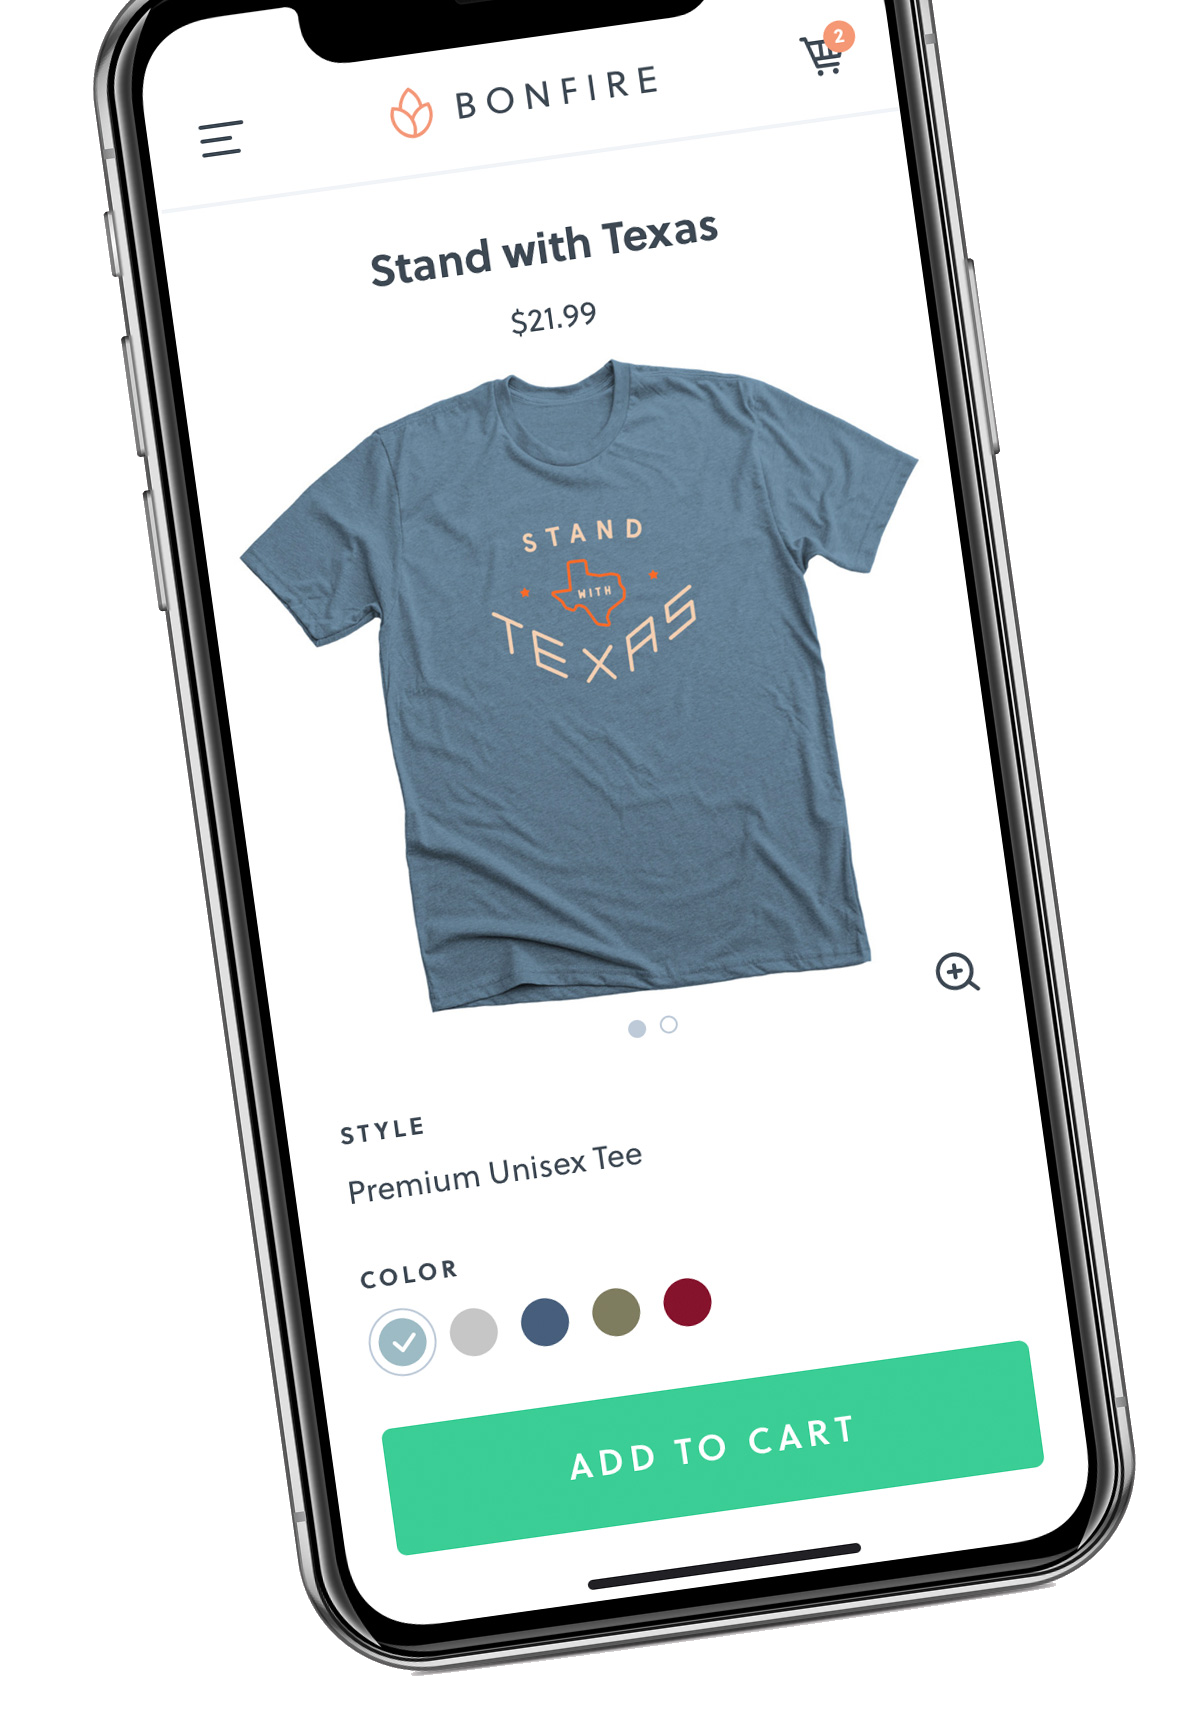 BONFIRE
2
Stand with Texas
$21.99
STAND
WITH
TEXAS
STYLE
Premium Unisex Tee
COLOR
ADD TO CART